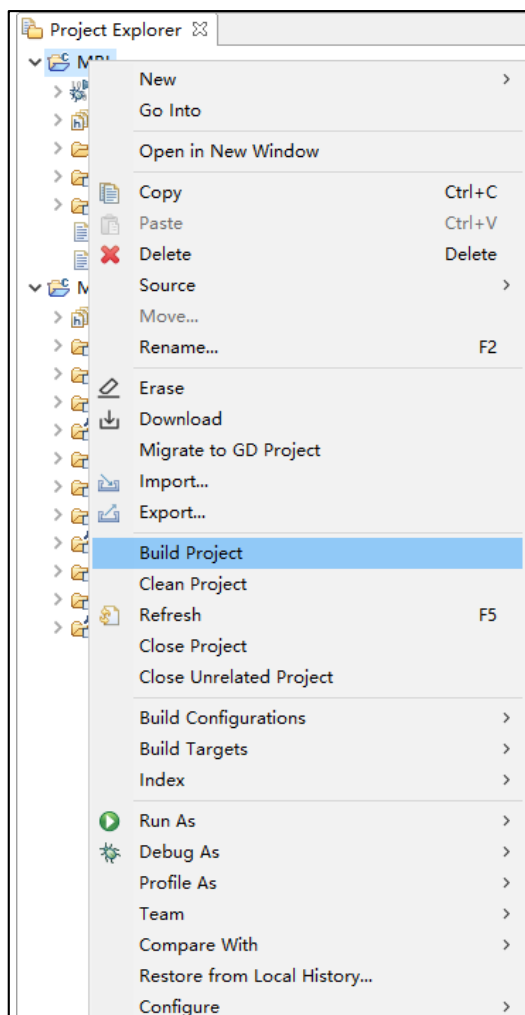 Project Explorer
New
Go Into
Open in New Window
Copy Ctrl+C
Paste Ctrl+V
Delete Delete
Source
Move...
Rename... F2
Erase
Download
Migrate to GD Project
Import...
Export...
Build Project
Clean Project
Refresh F5
Close Project
Close Unrelated Project
Build Configurations
Build Targets
Index
Run As
Debug As
Profile As
Team
Compare With
Restore from Local History...
Configure